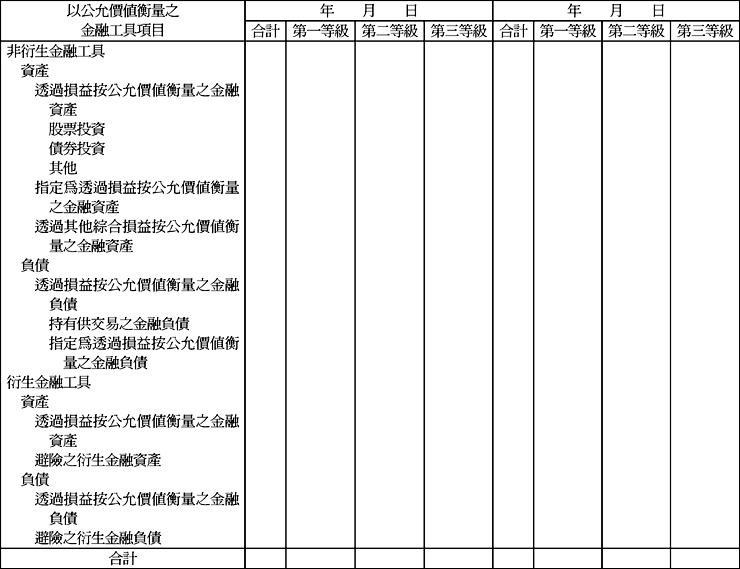 以公允價値衡量之
金融工具項目
年 月 日
年 月 日
合計 第一等級 第二等級 第三等級 合計 第一等級 第二等級 第三等級
非衍生金融工具
資產
透過損益按公允價値衡量之金融
資產
股票投資
債券投資
其他
指定爲透過損益按公允價値衡量
之金融資產
透過其他綜合損益按公允價値衡
量之金融資產
負債
透過損益按公允價値衡量之金融
負債
持有供交易之金融負債
指定爲透過損益按公允價値衡
量之金融負債
衍生金融工具
資產
透過損益按公允價値衡量之金融
資產
避險之衍生金融資產
負債
透過損益按公允價値衡量之金融
負債
避險之衍生金融負債
合計